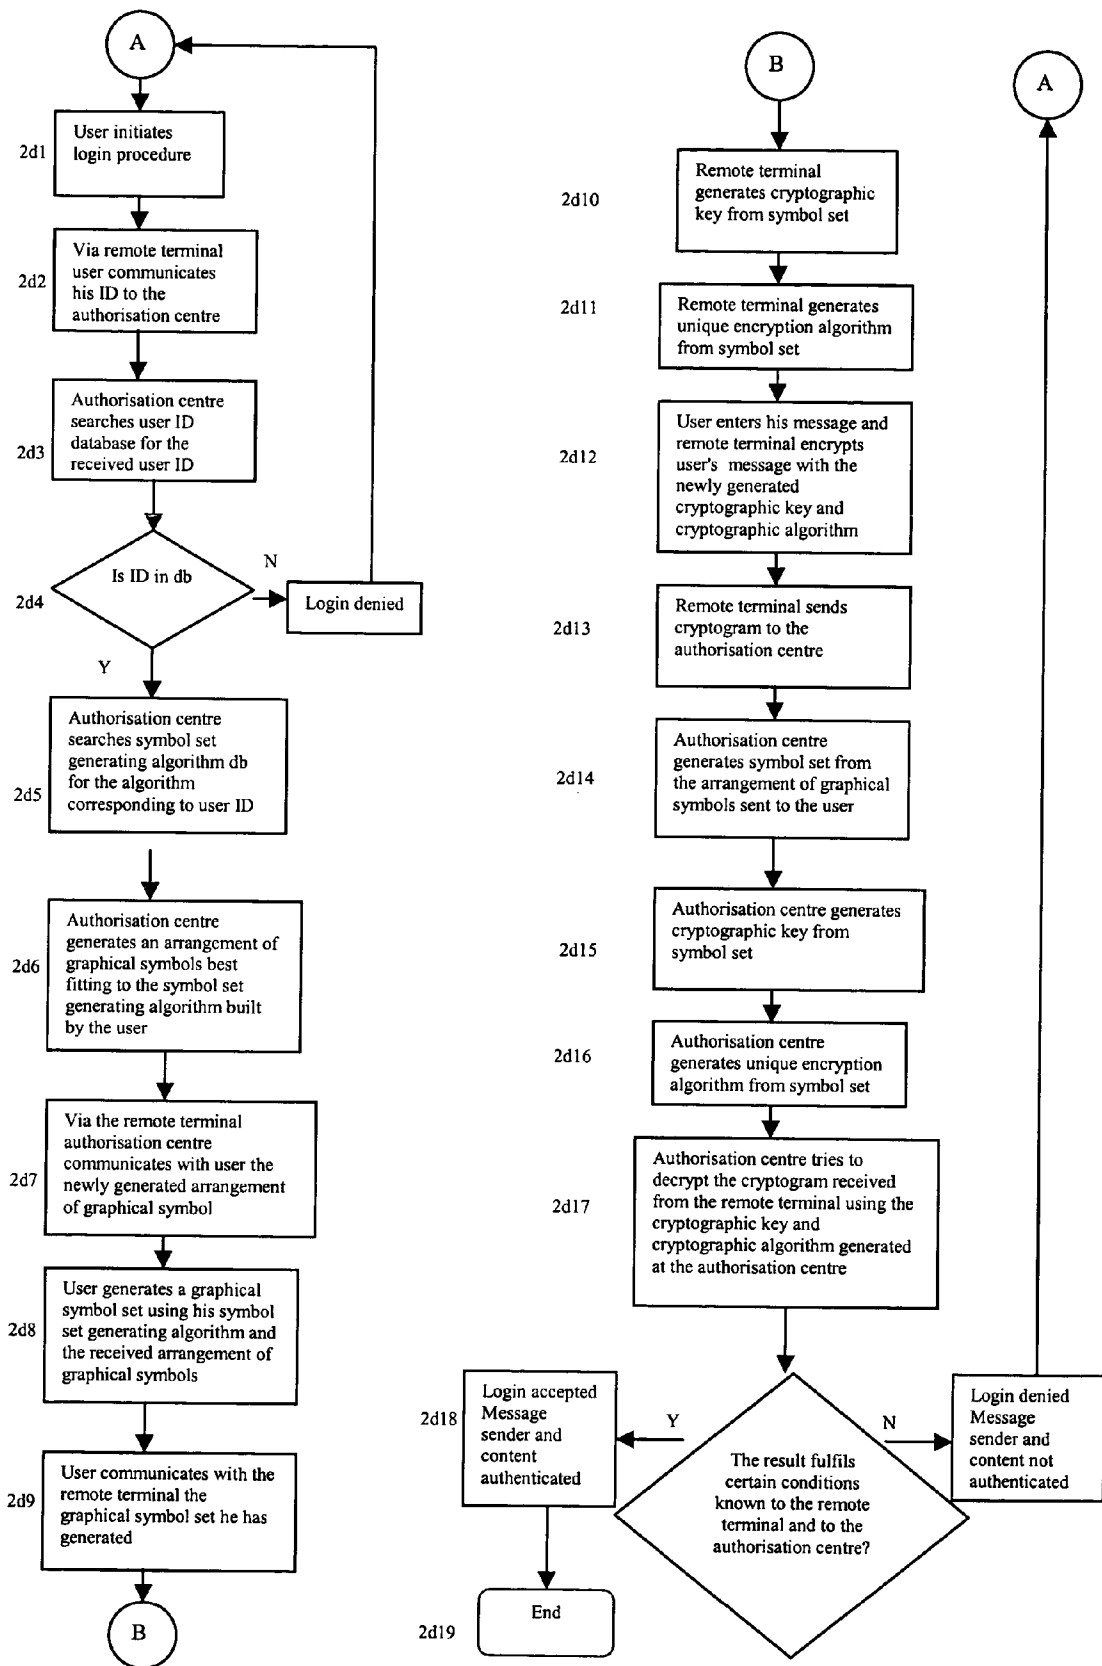 A
2d1
User initiates
login procedure
2d2
Via remote terminal
user communicates
his ID to the
authorisation centre
2d3
Authorisation centre
searches user ID
database for the
received user ID
2d4
Is ID in db
N
Login denied
Y
2d5
Authorisation centre
searches symbol set
generating algorithm db
for the algorithm
corresponding to user ID
2d6
Authorisation centre
generates an arrangement of
graphical symbols best
fitting to the symbol set
generating algorithm built
by the user
2d7
Via the remote terminal
authorisation centre
communicates with user the
newly generated arrangement
of graphical symbol
2d8
User generates a graphical
symbol set using his symbol
set generating algorithm and
the received arrangement of
graphical symbols
2d9
User communicates with the
remote terminal the
graphical symbol set he has
generated
B
B
2d10
Remote terminal
generates cryptographic
key from symbol set
2d11
Remote terminal generates
unique encryption algorithm
from symbol set
2d12
User enters his message and
remote terminal encrypts
user's message with the
newly generated
cryptographic key and
cryptographic algorithm
2d13
Remote terminal sends
cryptogram to the
authorisation centre
2d14
Authorisation centre
generates symbol set from
the arrangement of graphical
symbols sent to the user
2d15
Authorisation centre generates
cryptographic key from
symbol set
2d16
Authorisation centre
generates unique encryption
algorithm from symbol set
2d17
Authorisation centre tries to
decrypt the cryptogram received
from the remote terminal using the
cryptographic key and
cryptographic algorithm generated
at the authorisation centre
The result fulfils
certain conditions
known to the remote
terminal and to the
authorisation centre?
Y
2d18
Login accepted
Message
sender and
content
authenticated
N
Login denied
Message
sender and
content not
authenticated
2d19
End
A